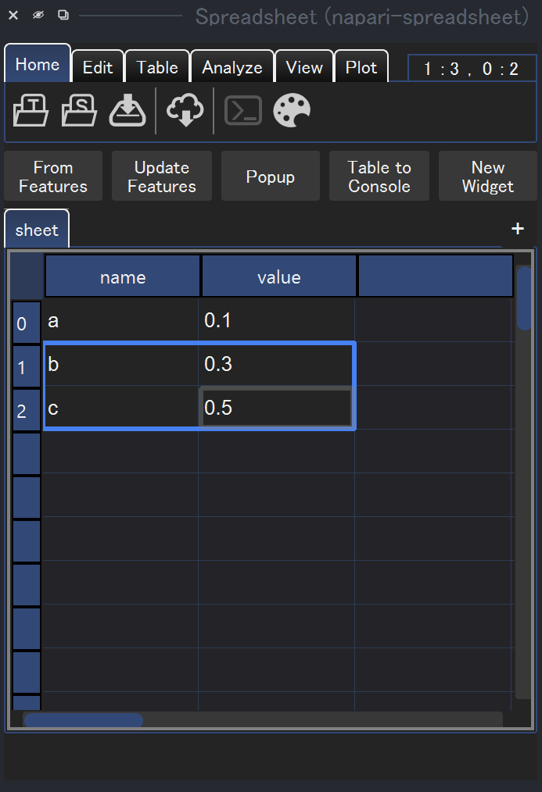 Spreadsheet (napari-spreadsheet)
Home Edit Table Analyze View Plot 1 : 3 , 0 : 2
T S
From Features
Update Features
Popup
Table to Console
New Widget
sheet +
name value
0 a 0.1
1 b 0.3
2 c 0.5